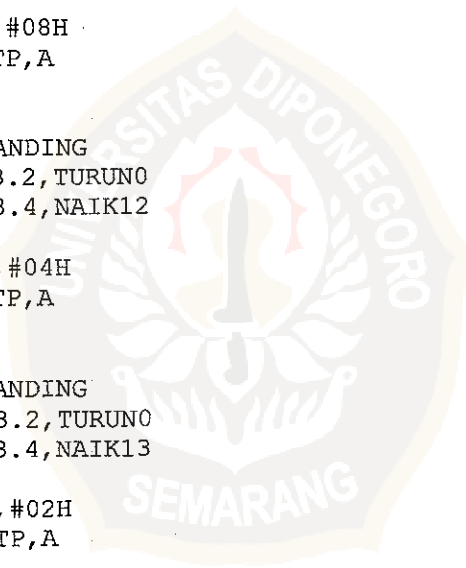 #08H
TP,A
ANDING
3.2,TURUN0
3.4,NAIK12
#04H
TP,A
ANDING
3.2,TURUN0
3.4,NAIK13
,#02H
TP,A
UNIVERSITAS DIPONEGORO
SEMARANG